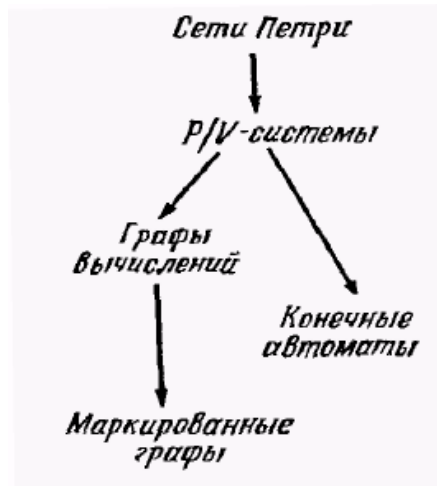 Сети Петри
P/V-системы
Графы
вычислений
Конечные
автоматы
Маркированные
графы